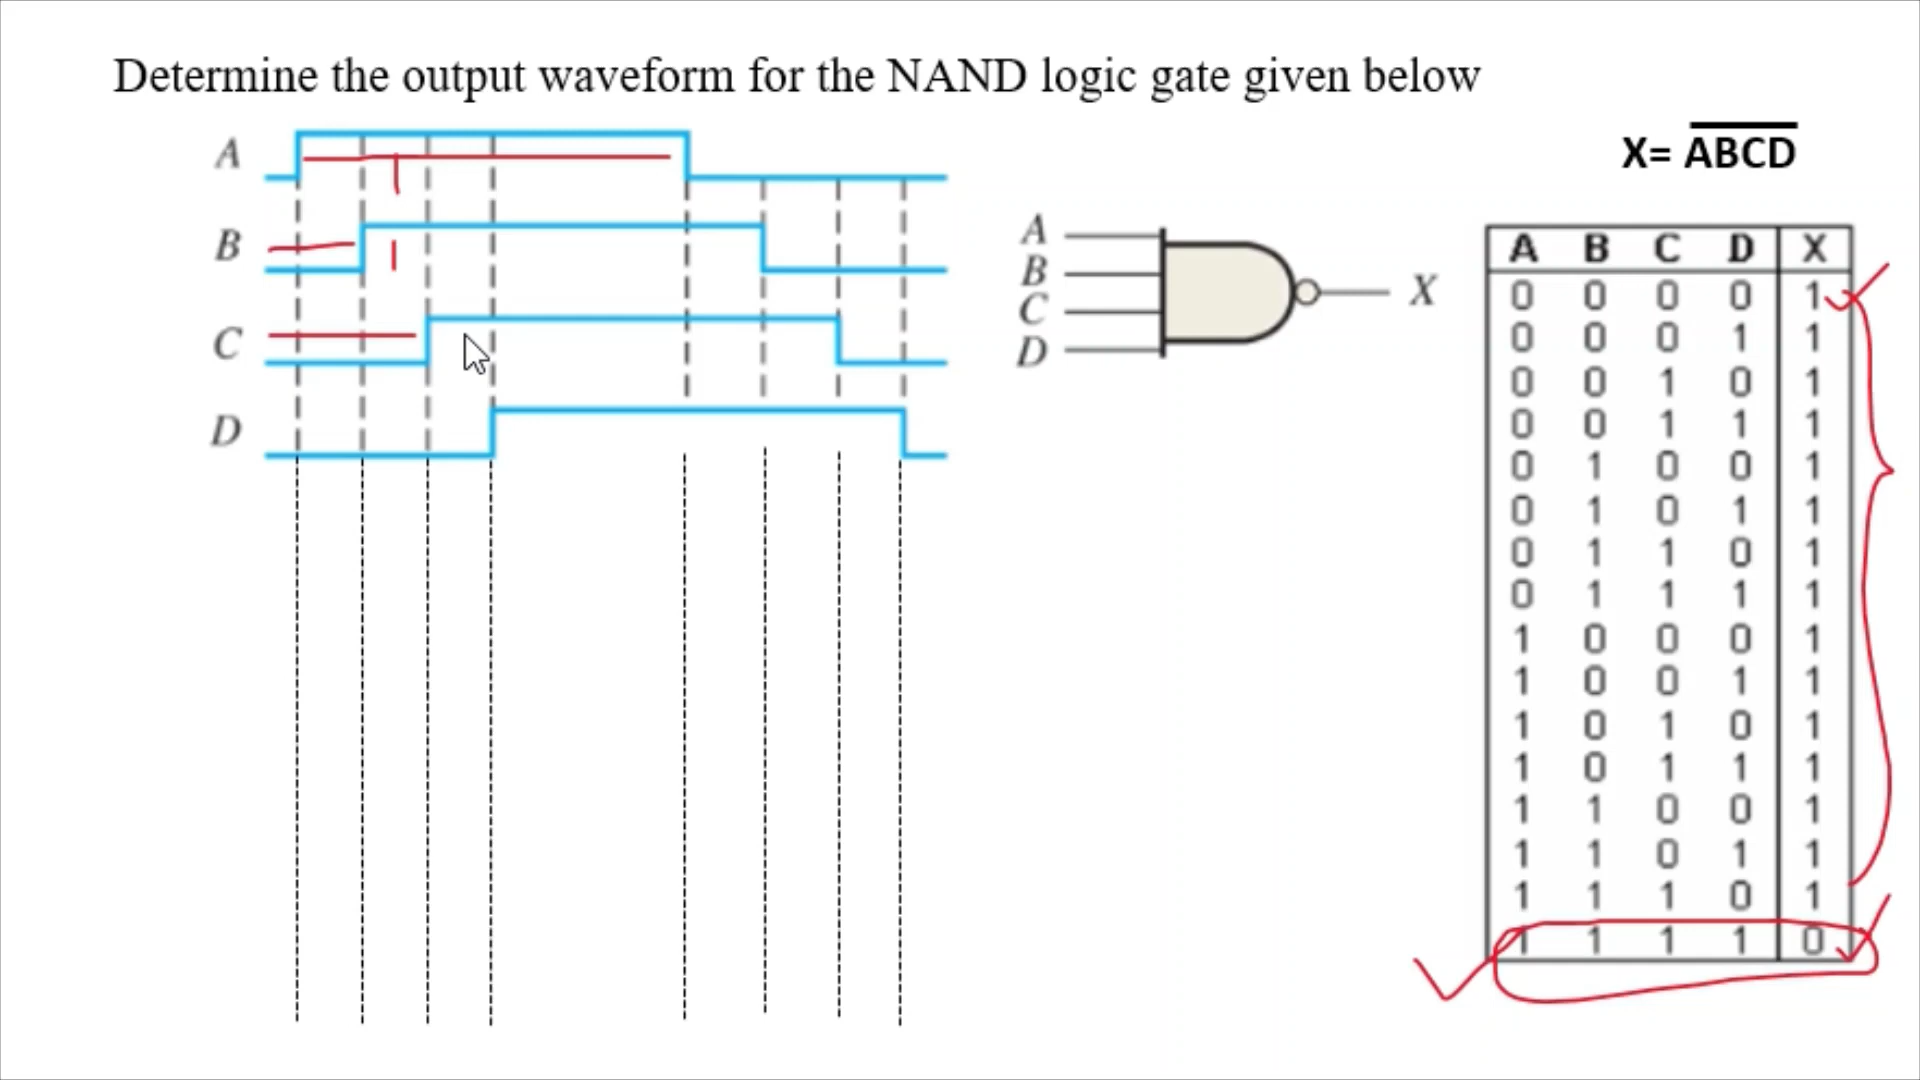 Determine the output waveform for the NAND logic gate given below
A
B
C
D
A
B
C
D
X
X= A̅B̅C̅D̅
A B C D X
0 0 0 0 1
0 0 0 1 1
0 0 1 0 1
0 0 1 1 1
0 1 0 0 1
0 1 0 1 1
0 1 1 0 1
0 1 1 1 1
1 0 0 0 1
1 0 0 1 1
1 0 1 0 1
1 0 1 1 1
1 1 0 0 1
1 1 0 1 1
1 1 1 0 1
1 1 1 1 0